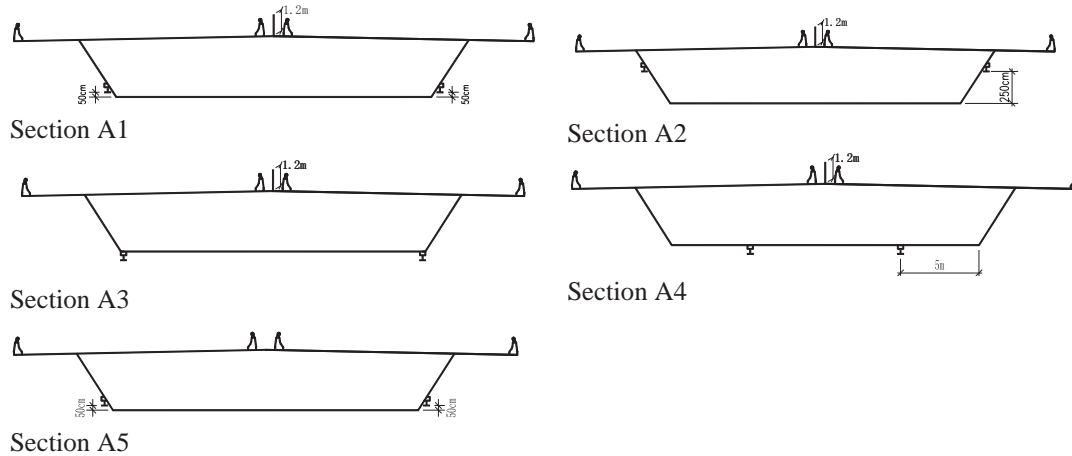 1.2m
50cm
50cm
Section A1
1.2m
250cm
Section A2
1.2m
Section A3
1.2m
5m
Section A4
50cm
50cm
Section A5